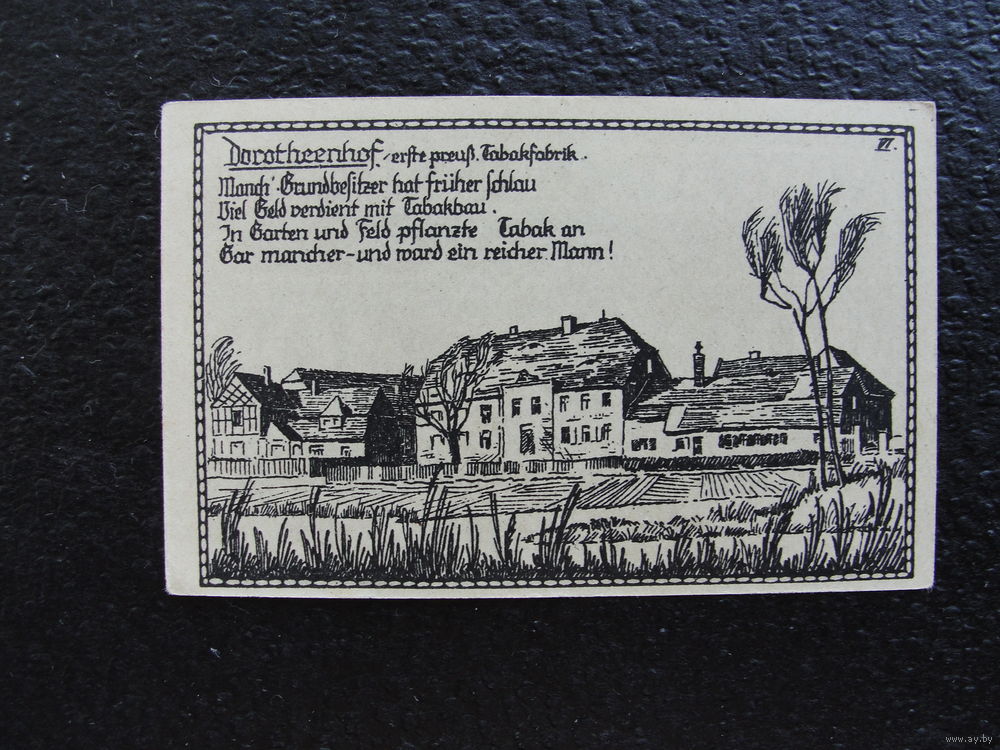 Dorotheenhof, erste preuß. Tabakfabrik.
VI.
Manch' Grundbesitzer hat früher schlau
Viel Geld verdient mit Tabakbau.
In Garten und Feld pflanzte Tabak an
Gar mancher - und ward ein reicher Mann!
www.ay.by